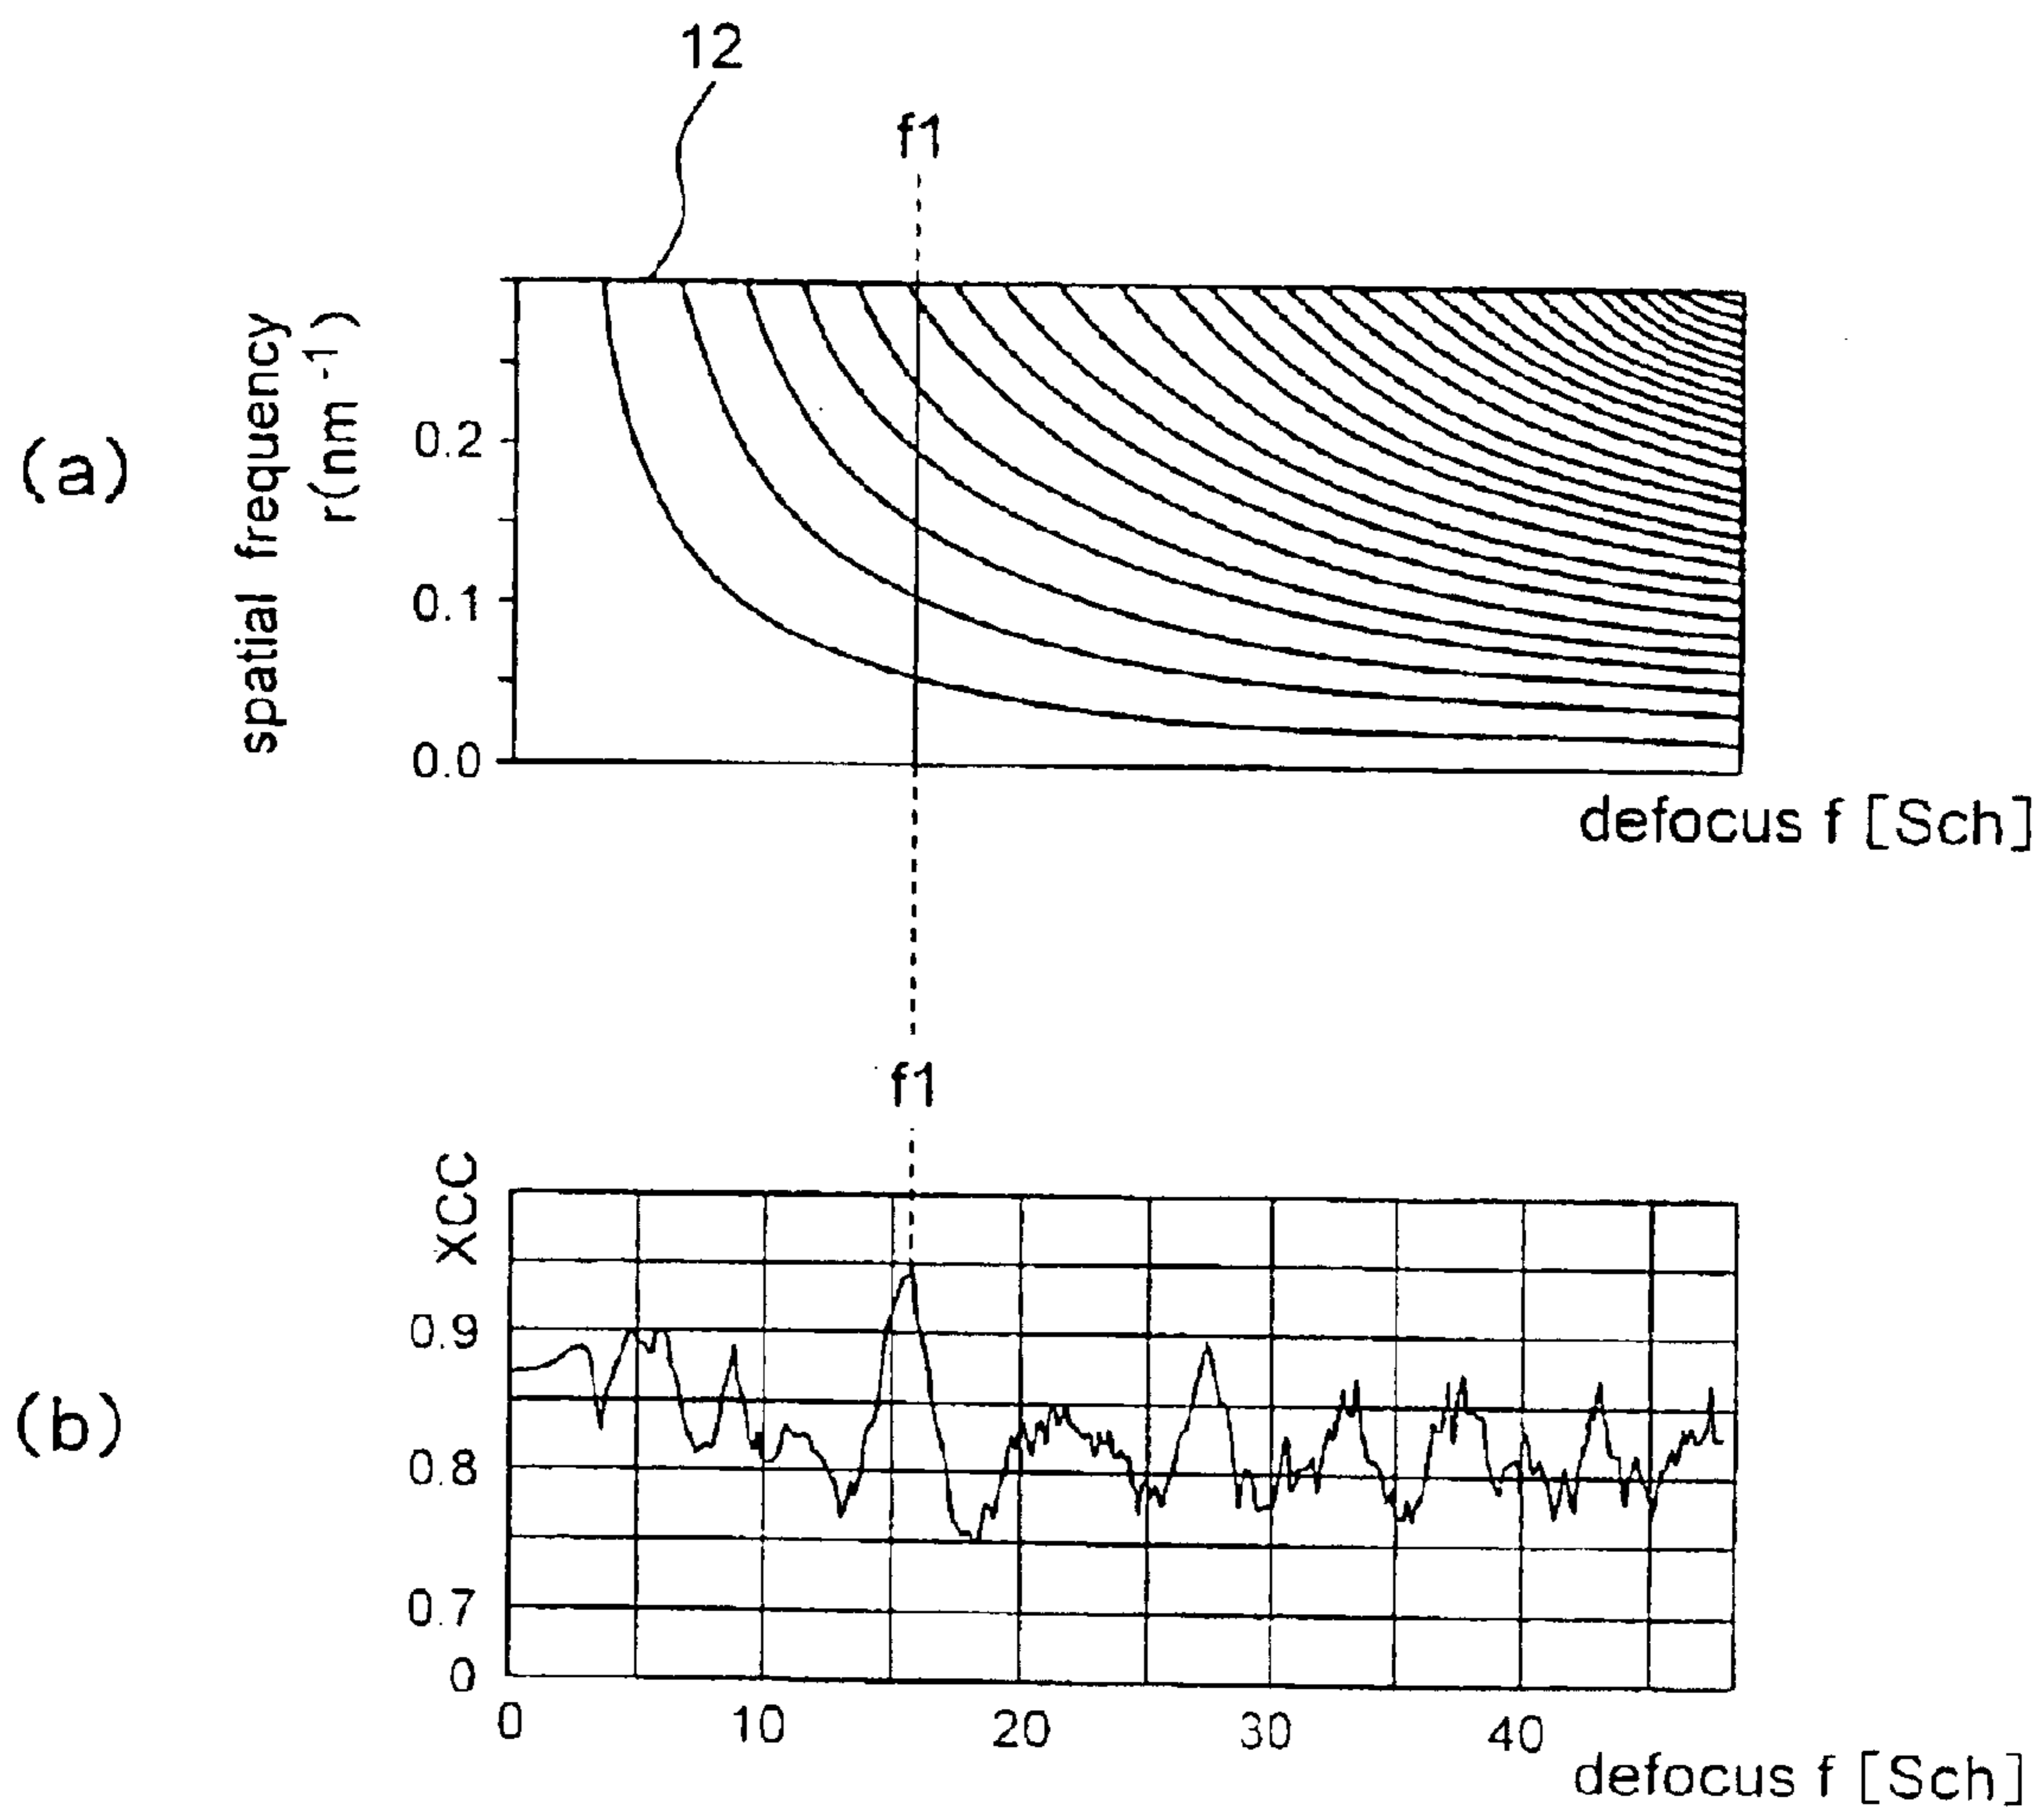 12
f1
(a)
spatial frequency
r(nm -1)
0.2
0.1
0.0
defocus f [Sch]
f1
(b)
XCC
0.9
0.8
0.7
0
0 10 20 30 40
defocus f [Sch]